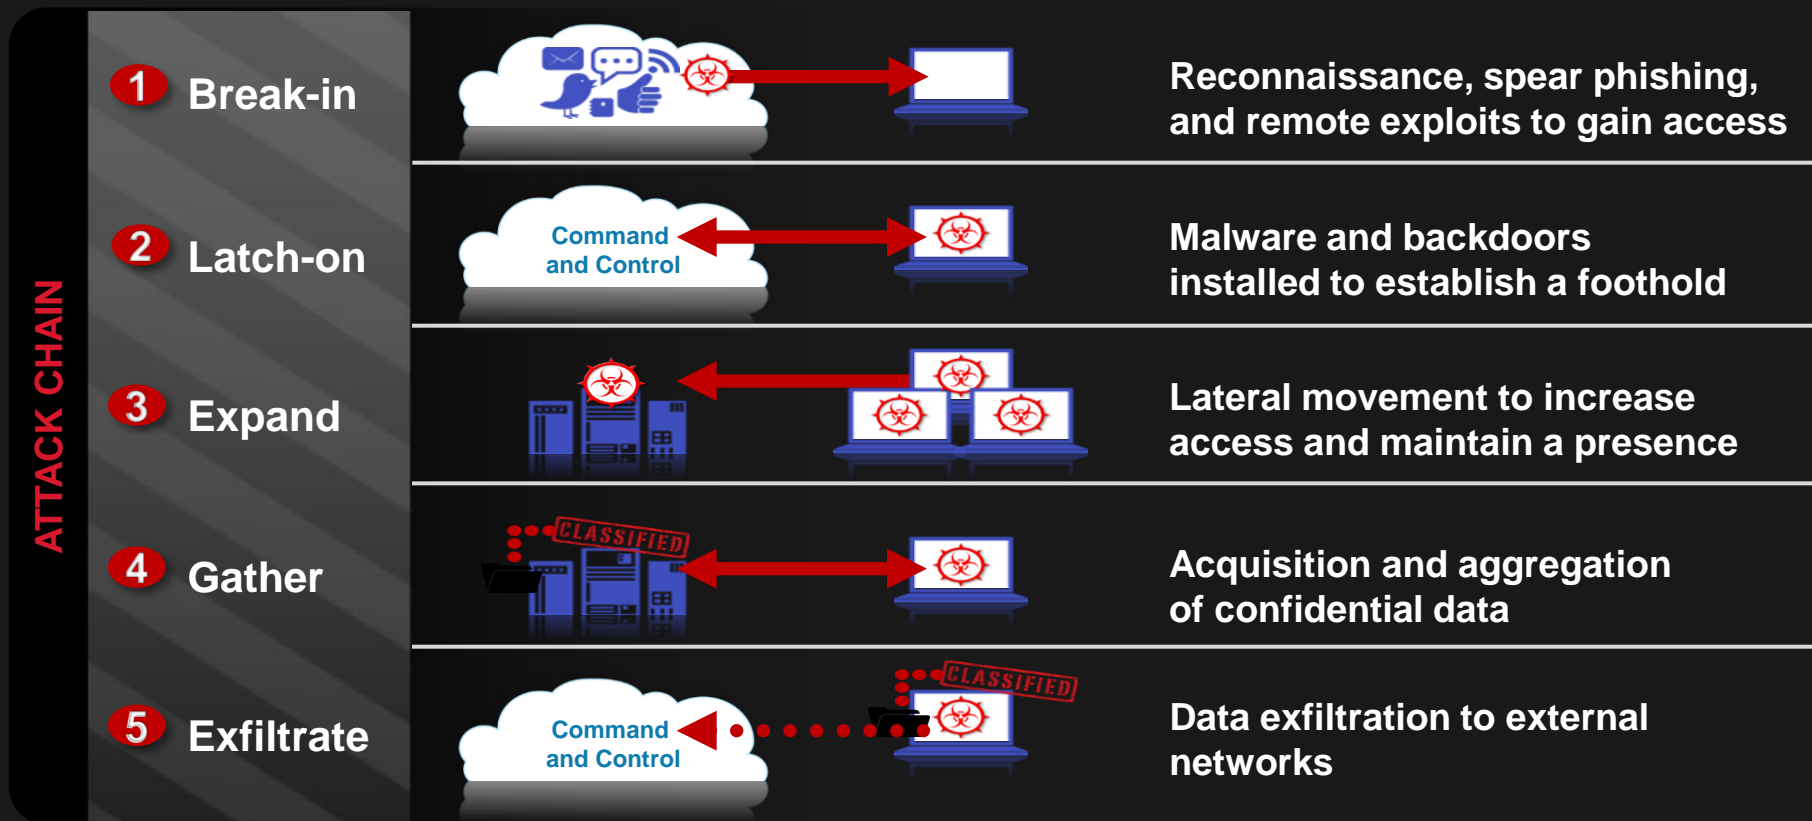 ATTACK CHAIN
1
Break-in
Reconnaissance, spear phishing,
and remote exploits to gain access
2
Latch-on
Command
and Control
Malware and backdoors
installed to establish a foothold
3
Expand
Lateral movement to increase
access and maintain a presence
4
Gather
CLASSIFIED
Acquisition and aggregation
of confidential data
5
Exfiltrate
Command
and Control
CLASSIFIED
Data exfiltration to external
networks